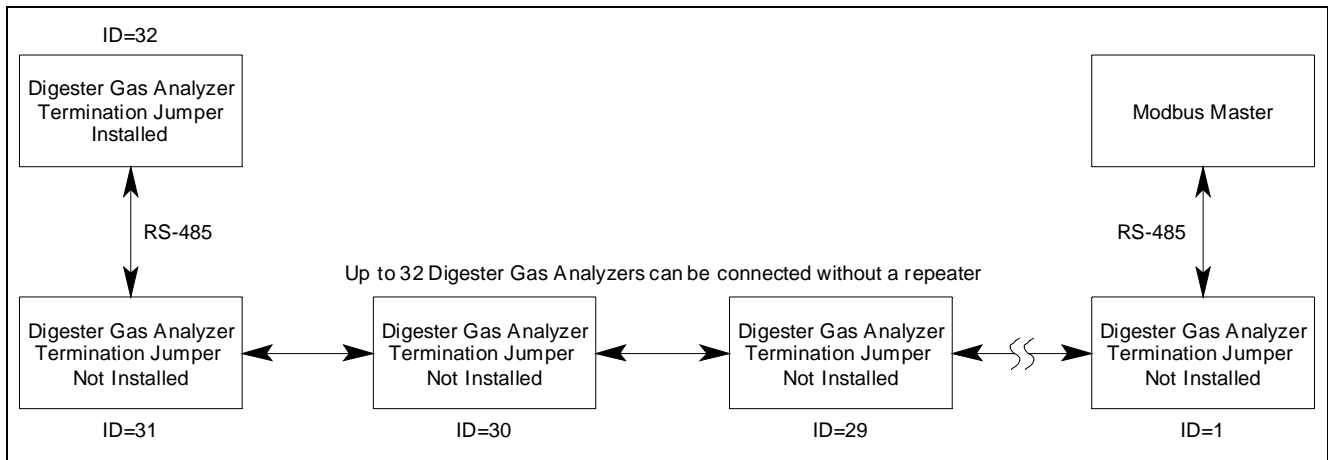 ID=32
Digester Gas Analyzer
Termination Jumper
Installed
Modbus Master
RS-485
RS-485
Up to 32 Digester Gas Analyzers can be connected without a repeater
Digester Gas Analyzer
Termination Jumper
Not Installed
Digester Gas Analyzer
Termination Jumper
Not Installed
Digester Gas Analyzer
Termination Jumper
Not Installed
Digester Gas Analyzer
Termination Jumper
Not Installed
ID=31
ID=30
ID=29
ID=1